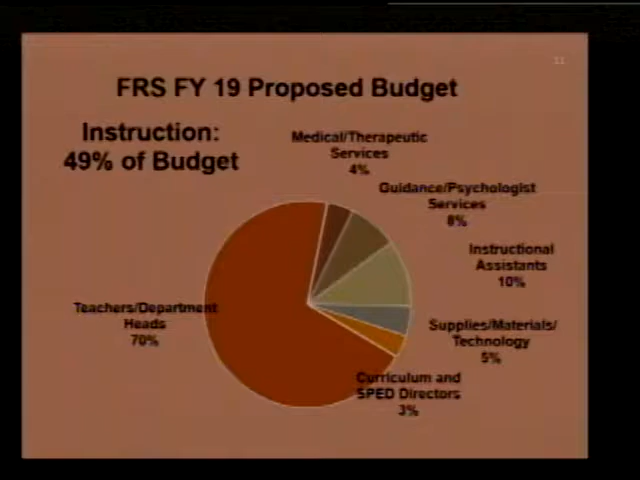 11
FRS FY 19 Proposed Budget
Instruction:
49% of Budget
Medical/Therapeutic
Services
4%
Guidance/Psychologist
Services
8%
Instructional
Assistants
10%
Teachers/Department
Heads
70%
Supplies/Materials/
Technology
5%
Curriculum and
SPED Directors
3%